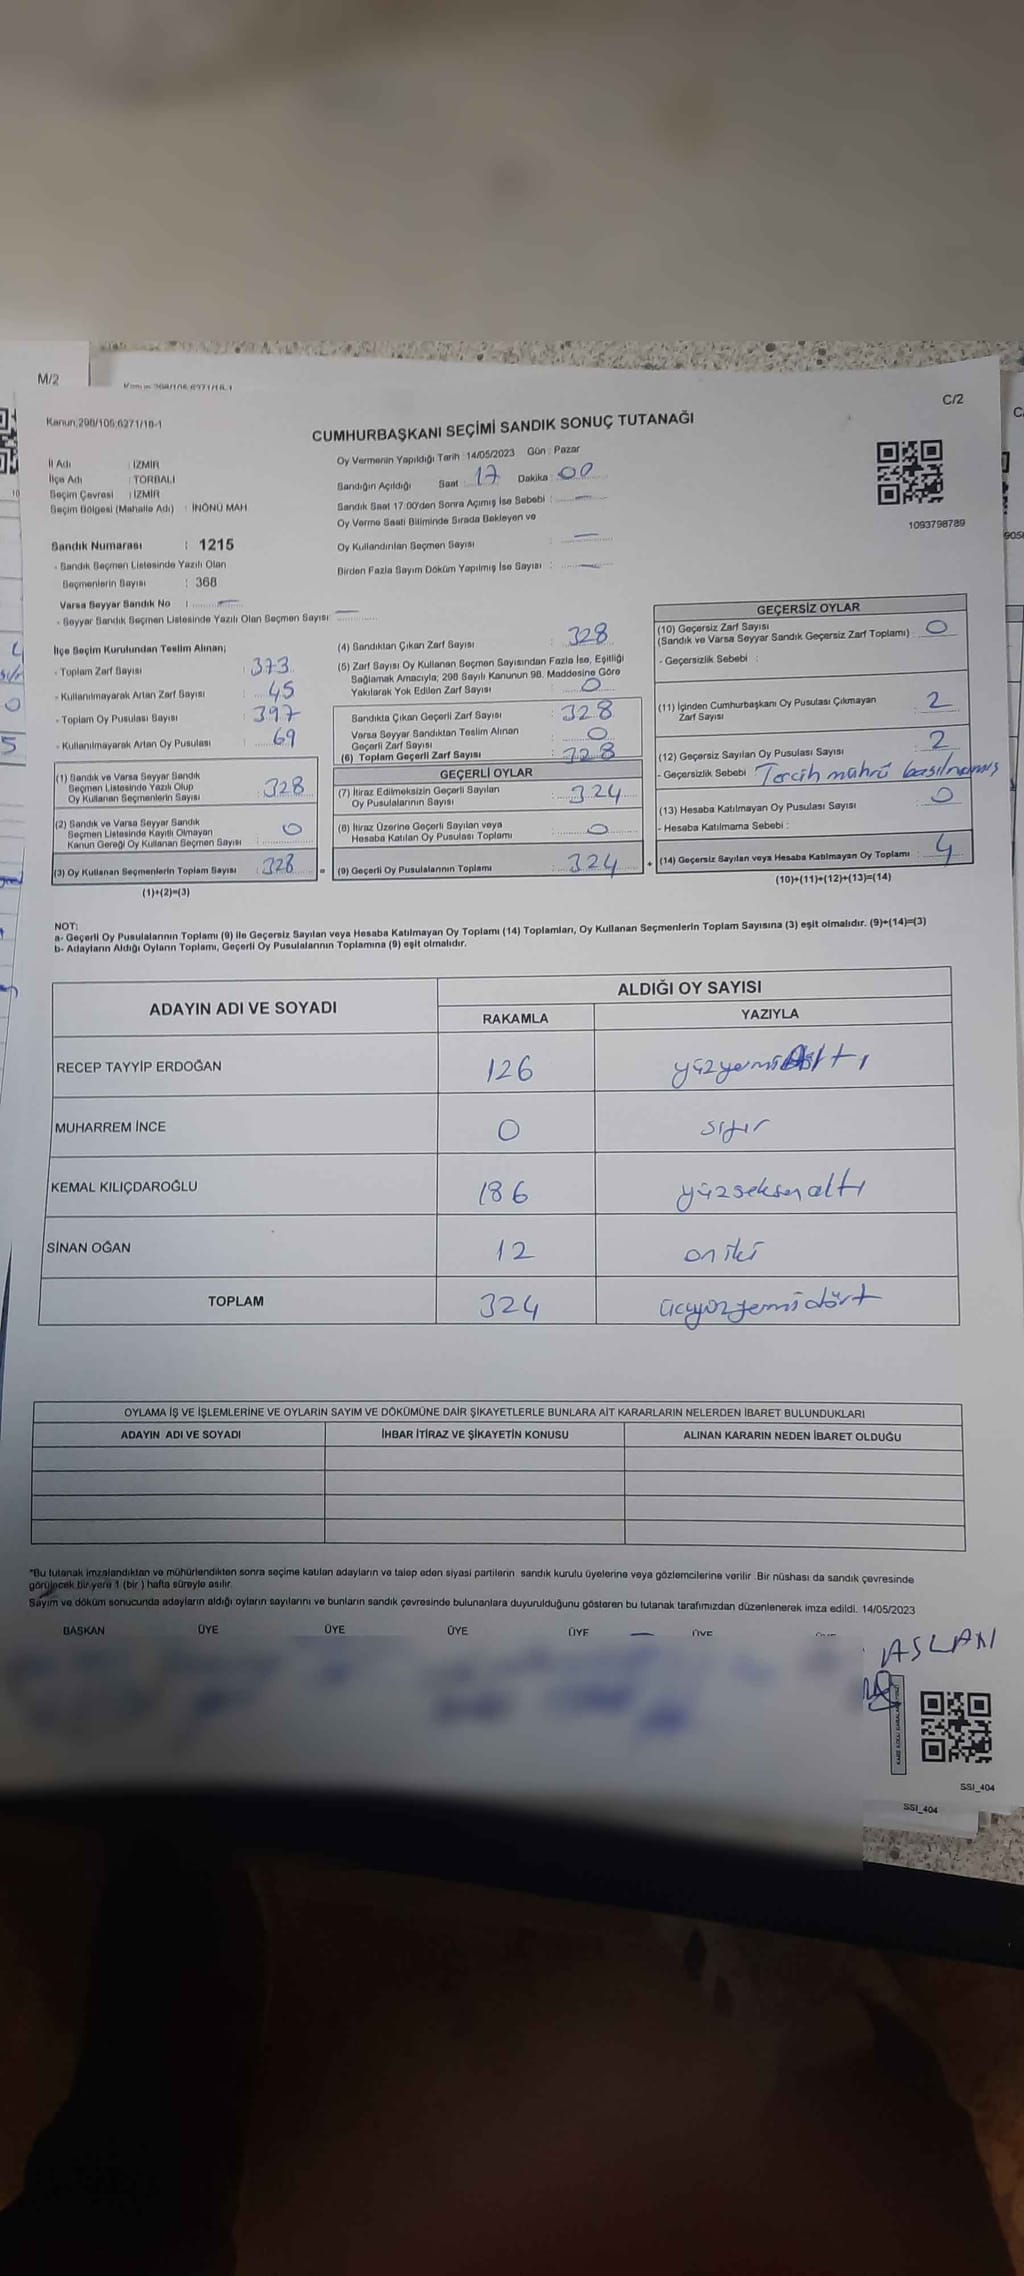 M/2
Kanun:298/106;6271/18-1
C/2
Kanun:298/106;6271/18-1
CUMHURBAŞKANI SEÇİMİ SANDIK SONUÇ TUTANAĞI
İl Adı : İZMİR
İlçe Adı : TORBALI
Seçim Çevresi : İZMİR
Seçim Bölgesi (Mahalle Adı) : İNÖNÜ MAH
Sandık Numarası : 1215
- Sandık Seçmen Listesinde Yazılı Olan
Seçmenlerin Sayısı : 368
Varsa Seyyar Sandık No : —
- Seyyar Sandık Seçmen Listesinde Yazılı Olan Seçmen Sayısı : —
Oy Vermenin Yapıldığı Tarih : 14/05/2023 Gün : Pazar
Sandığın Açıldığı Saat : 17 Dakika : 00
Sandık Saat 17:00'den Sonra Açılmış İse Sebebi : —
Oy Verme Saati Bitiminde Sırada Bekleyen ve
Oy Kullandırılan Seçmen Sayısı : —
Birden Fazla Sayım Döküm Yapılmış İse Sayısı : —
1093798789
İlçe Seçim Kurulundan Teslim Alınan;
- Toplam Zarf Sayısı : 373
- Kullanılmayarak Artan Zarf Sayısı : 45
- Toplam Oy Pusulası Sayısı : 397
- Kullanılmayarak Artan Oy Pusulası : 69
(1) Sandık ve Varsa Seyyar Sandık
Seçmen Listesinde Yazılı Olup
Oy Kullanan Seçmenlerin Sayısı : 328
(2) Sandık ve Varsa Seyyar Sandık
Seçmen Listesinde Kayıtlı Olmayan
Kanun Gereği Oy Kullanan Seçmen Sayısı : 0
(3) Oy Kullanan Seçmenlerin Toplam Sayısı : 328
(1)+(2)=(3)
(4) Sandıktan Çıkan Zarf Sayısı : 328
(5) Zarf Sayısı Oy Kullanan Seçmen Sayısından Fazla İse, Eşitliği
Sağlamak Amacıyla; 298 Sayılı Kanunun 98. Maddesine Göre
Yakılarak Yok Edilen Zarf Sayısı : 0
Sandıkta Çıkan Geçerli Zarf Sayısı : 328
Varsa Seyyar Sandıktan Teslim Alınan
Geçerli Zarf Sayısı : 0
(6) Toplam Geçerli Zarf Sayısı : 328
GEÇERLİ OYLAR
(7) İtiraz Edilmeksizin Geçerli Sayılan
Oy Pusulalarının Sayısı : 324
(8) İtiraz Üzerine Geçerli Sayılan veya
Hesaba Katılan Oy Pusulası Toplamı : 0
= (9) Geçerli Oy Pusulalarının Toplamı : 324
GEÇERSİZ OYLAR
(10) Geçersiz Zarf Sayısı
(Sandık ve Varsa Seyyar Sandık Geçersiz Zarf Toplamı) : 0
- Geçersizlik Sebebi :
(11) İçinden Cumhurbaşkanı Oy Pusulası Çıkmayan
Zarf Sayısı : 2
(12) Geçersiz Sayılan Oy Pusulası Sayısı : 2
- Geçersizlik Sebebi Tercih mührü basılmamış
(13) Hesaba Katılmayan Oy Pusulası Sayısı : 0
- Hesaba Katılmama Sebebi :
+ (14) Geçersiz Sayılan veya Hesaba Katılmayan Oy Toplamı : 4
(10)+(11)+(12)+(13)=(14)
NOT:
a- Geçerli Oy Pusulalarının Toplamı (9) ile Geçersiz Sayılan veya Hesaba Katılmayan Oy Toplamı (14) Toplamları, Oy Kullanan Seçmenlerin Toplam Sayısına (3) eşit olmalıdır. (9)+(14)=(3)
b- Adayların Aldığı Oyların Toplamı, Geçerli Oy Pusulalarının Toplamına (9) eşit olmalıdır.
ADAYIN ADI VE SOYADI ALDIĞI OY SAYISI
RAKAMLA YAZIYLA
RECEP TAYYİP ERDOĞAN 126 yüzyirmialtı
MUHARREM İNCE 0 sıfır
KEMAL KILIÇDAROĞLU 186 yüzseksenaltı
SİNAN OĞAN 12 oniki
TOPLAM 324 üçyüzyirmidört
OYLAMA İŞ VE İŞLEMLERİNE VE OYLARIN SAYIM VE DÖKÜMÜNE DAİR ŞİKAYETLERLE BUNLARA AİT KARARLARIN NELERDEN İBARET BULUNDUKLARI
ADAYIN ADI VE SOYADI İHBAR İTİRAZ VE ŞİKAYETİN KONUSU ALINAN KARARIN NEDEN İBARET OLDUĞU
*Bu tutanak imzalandıktan ve mühürlendikten sonra seçime katılan adayların ve talep eden siyasi partilerin sandık kurulu üyelerine veya gözlemcilerine verilir. Bir nüshası da sandık çevresinde
görülecek bir yere 1 (bir) hafta süreyle asılır.
Sayım ve döküm sonucunda adayların aldığı oyların sayılarını ve bunların sandık çevresinde bulunanlara duyurulduğunu gösteren bu tutanak tarafımızdan düzenlenerek imza edildi. 14/05/2023
BAŞKAN ÜYE ÜYE ÜYE ÜYE — ÜYE
ASLAN
SSI_404
SSI_404